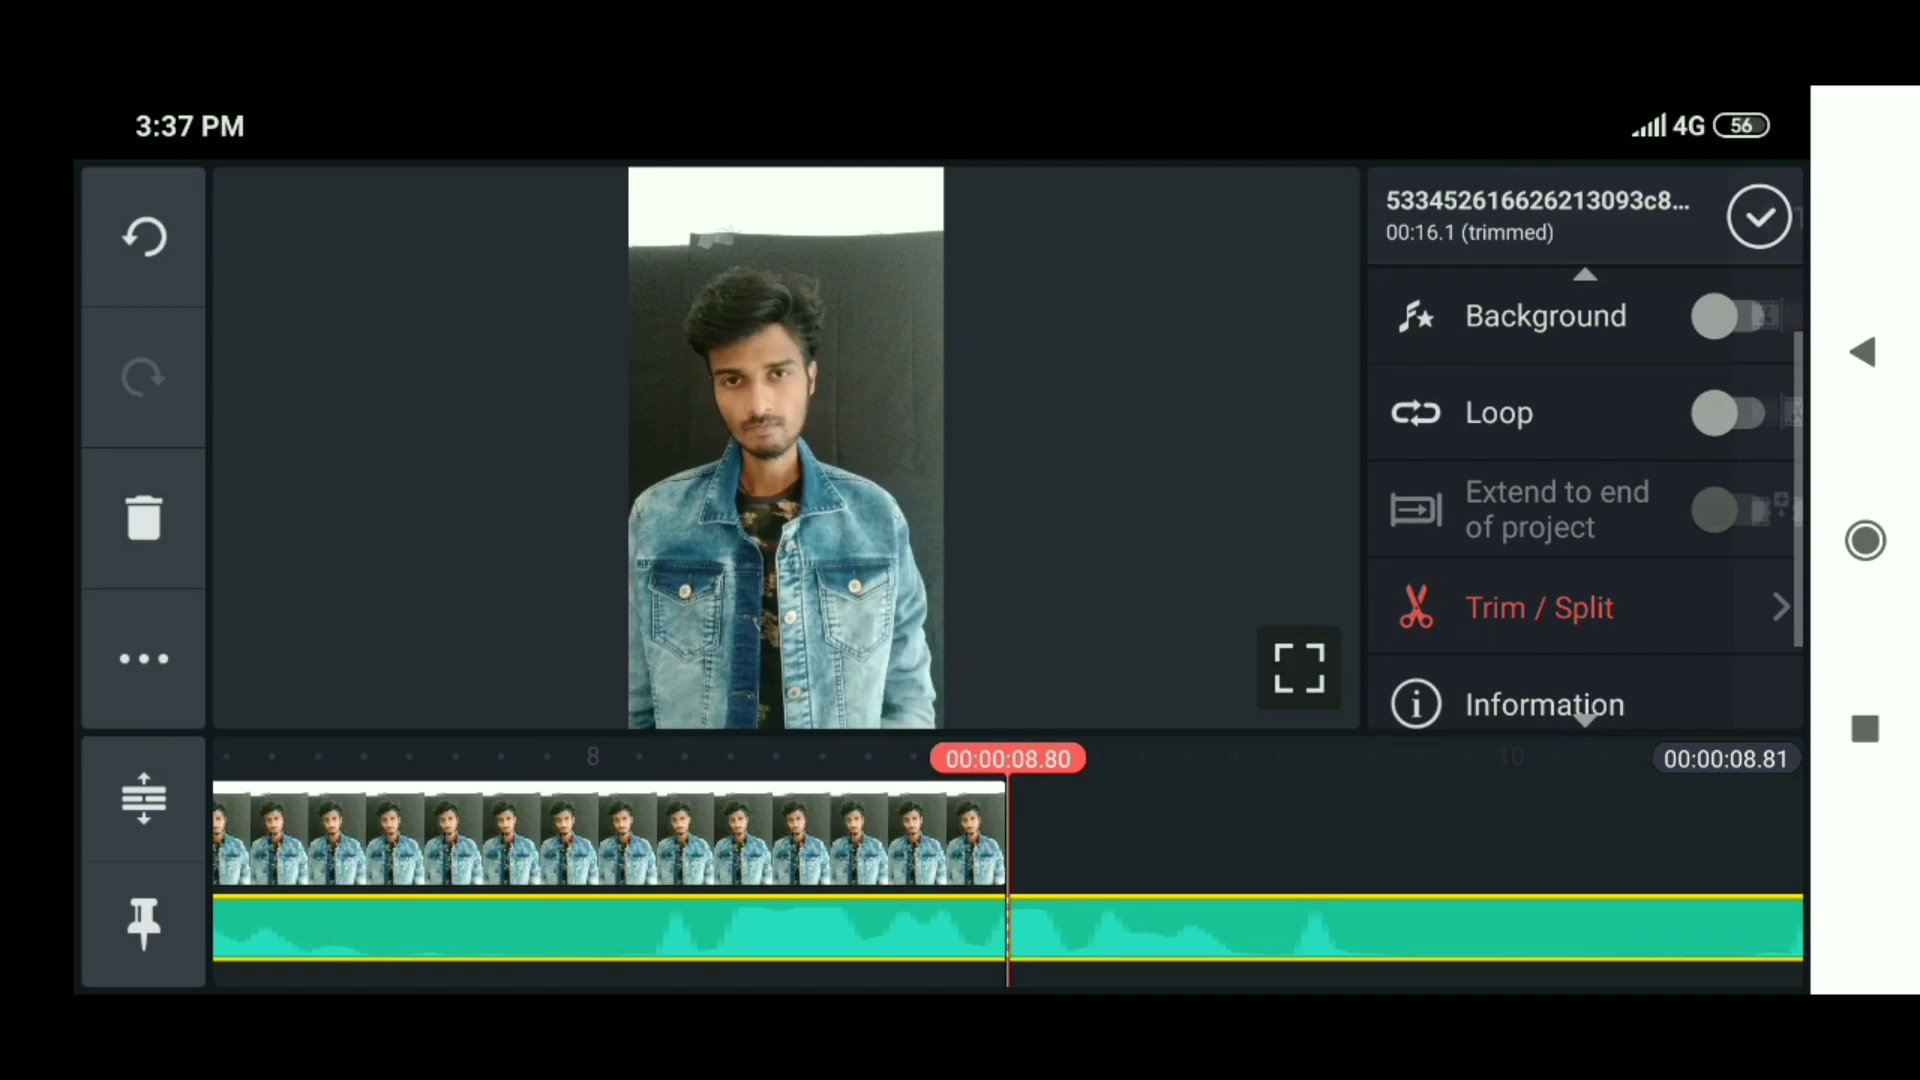 3:37 PM
4G 56
533452616626213093c8...
00:16.1 (trimmed)
Background
Loop
Extend to end
of project
Trim / Split
Information
8
00:00:08.80
10
00:00:08.81